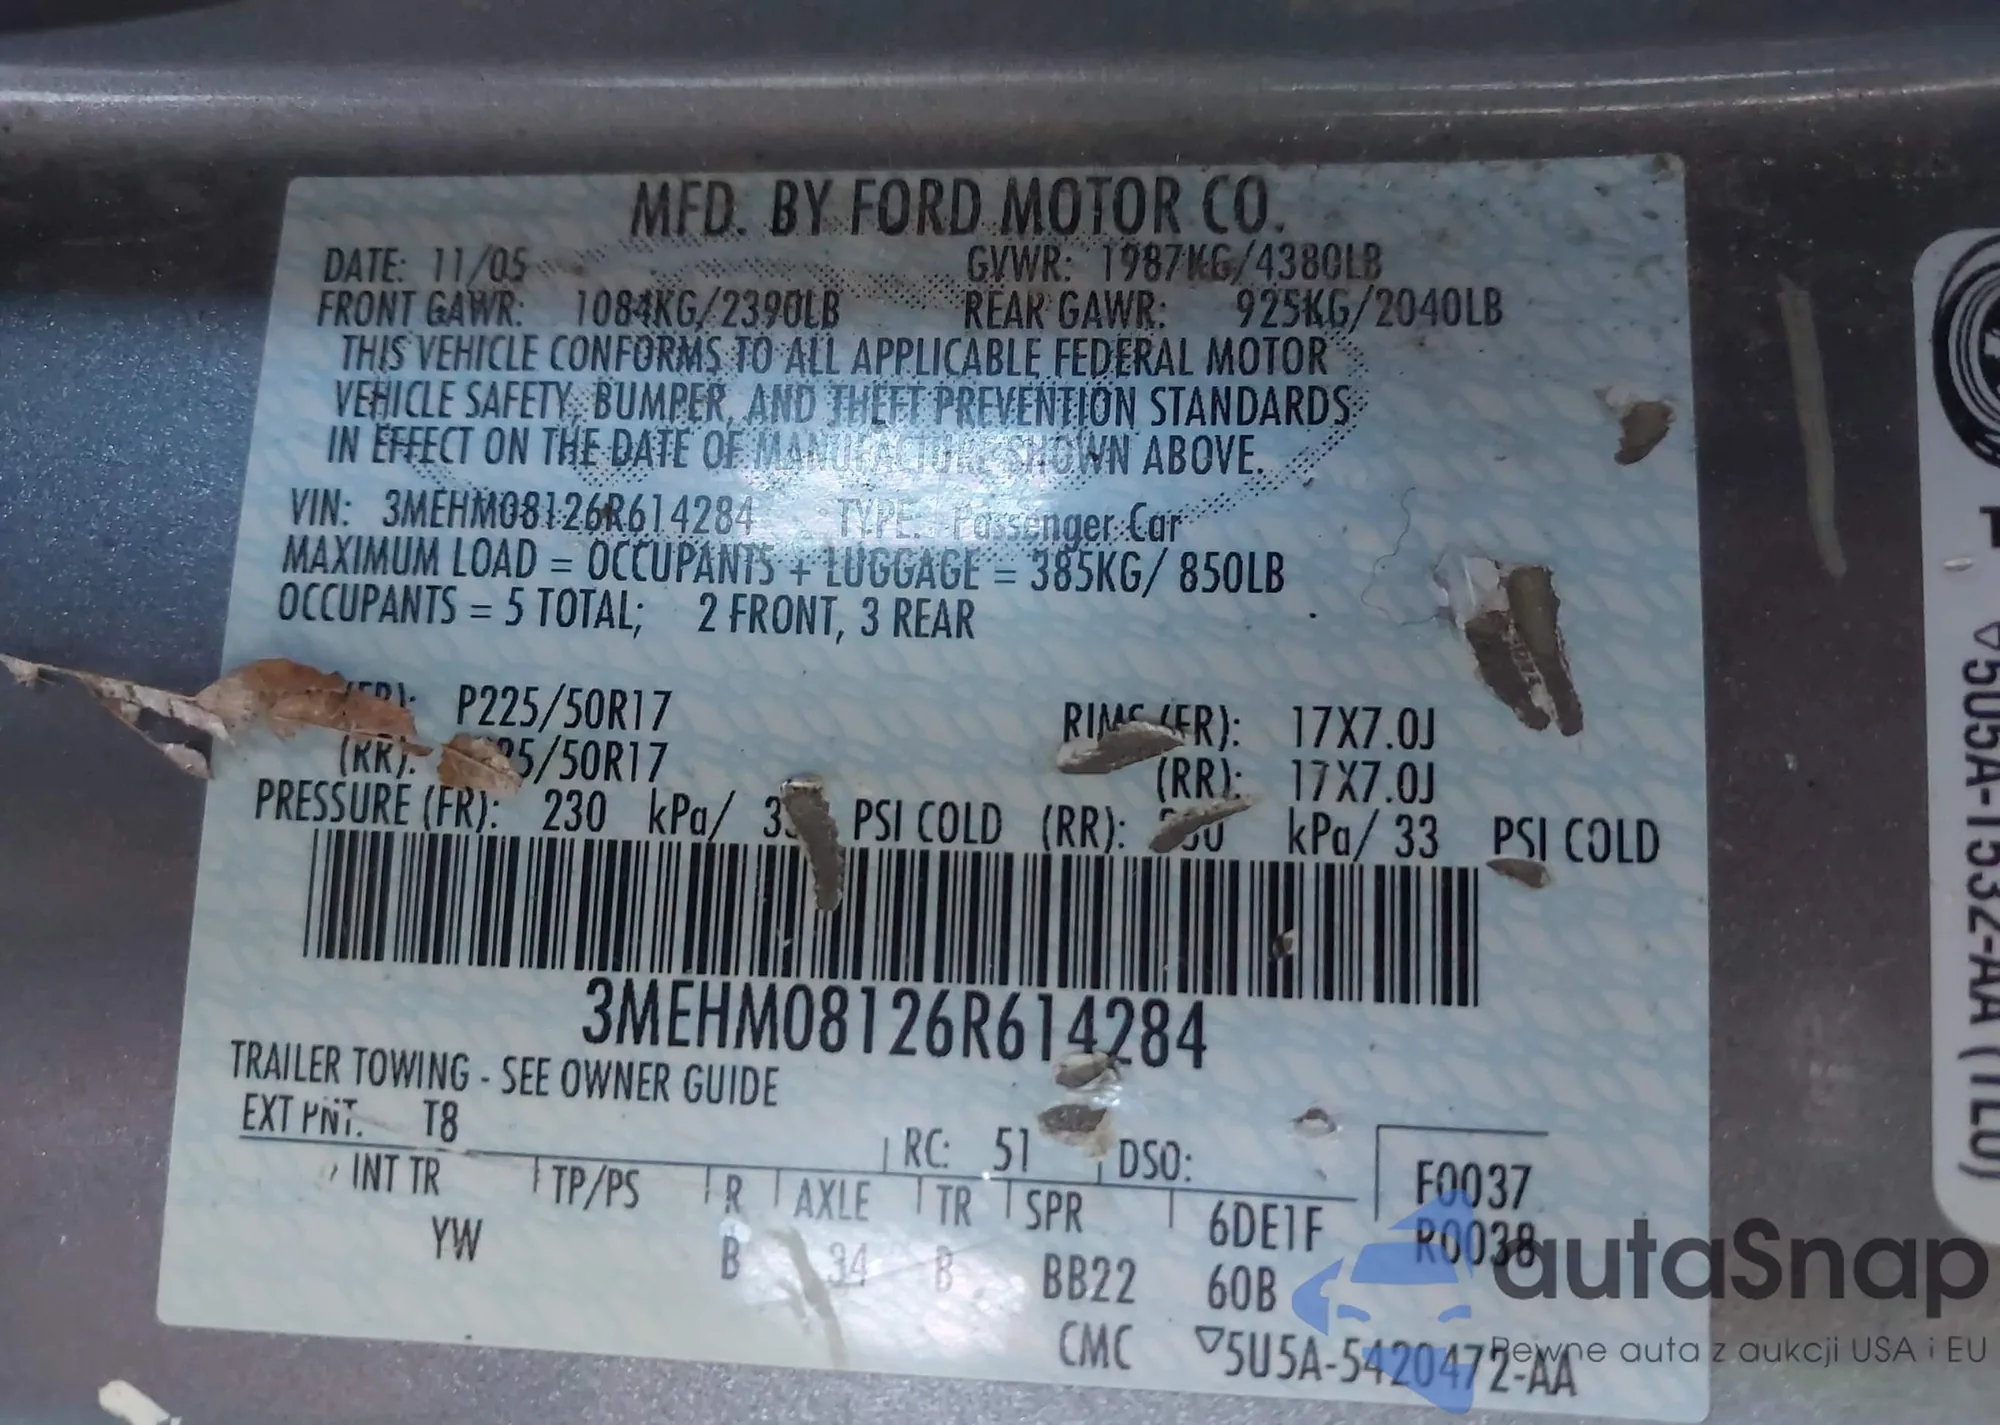 MFD. BY FORD MOTOR CO.
DATE: 11/05 GVWR: 1987KG/4380LB
FRONT GAWR: 1084KG/2390LB REAR GAWR: 925KG/2040LB
THIS VEHICLE CONFORMS TO ALL APPLICABLE FEDERAL MOTOR
VEHICLE SAFETY, BUMPER, AND THEFT PREVENTION STANDARDS
IN EFFECT ON THE DATE OF MANUFACTURE SHOWN ABOVE.
VIN: 3MEHM08126R614284 TYPE: Passenger Car
MAXIMUM LOAD = OCCUPANTS + LUGGAGE = 385KG/ 850LB
OCCUPANTS = 5 TOTAL; 2 FRONT, 3 REAR
P225/50R17 RIMS (FR): 17X7.0J
(RR): (RR): 17X7.0J
PRESSURE (FR): 230 kPa/ PSI COLD (RR): kPa/ 33 PSI COLD
3MEHM08126R614284
TRAILER TOWING - SEE OWNER GUIDE
EXT PNT: T8 RC: 51 DSO:
INT TR TP/PS R AXLE TR SPR 6DE1F
YW B 34 B BB22 60B
CMC ▽5U5A-5420472-AA
F0037
R0038
▽5U5A-1532-AA (TL0)
autaSnap
Pewne auta z aukcji USA i EU